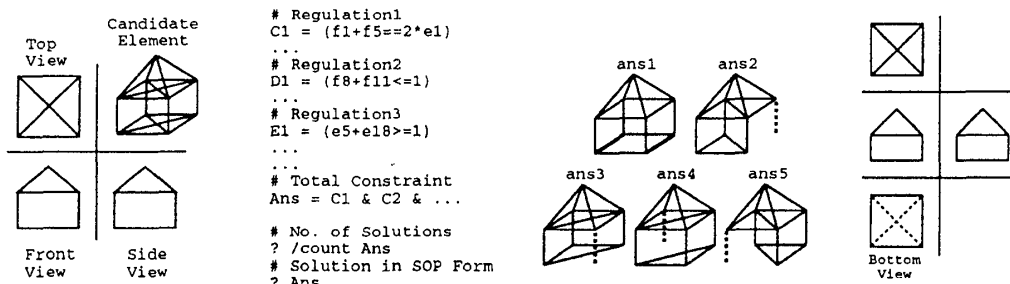 Top
View
Candidate
Element
Front
View
Side
View
# Regulation1
C1 = (f1+f5==2*e1)
...
# Regulation2
D1 = (f8+f11<=1)
...
# Regulation3
E1 = (e5+e18>=1)
...
...
# Total Constraint
Ans = C1 & C2 & ...
# No. of Solutions
? /count Ans
# Solution in SOP Form
? Ans
ans1
ans2
ans3
ans4
ans5
Bottom
View